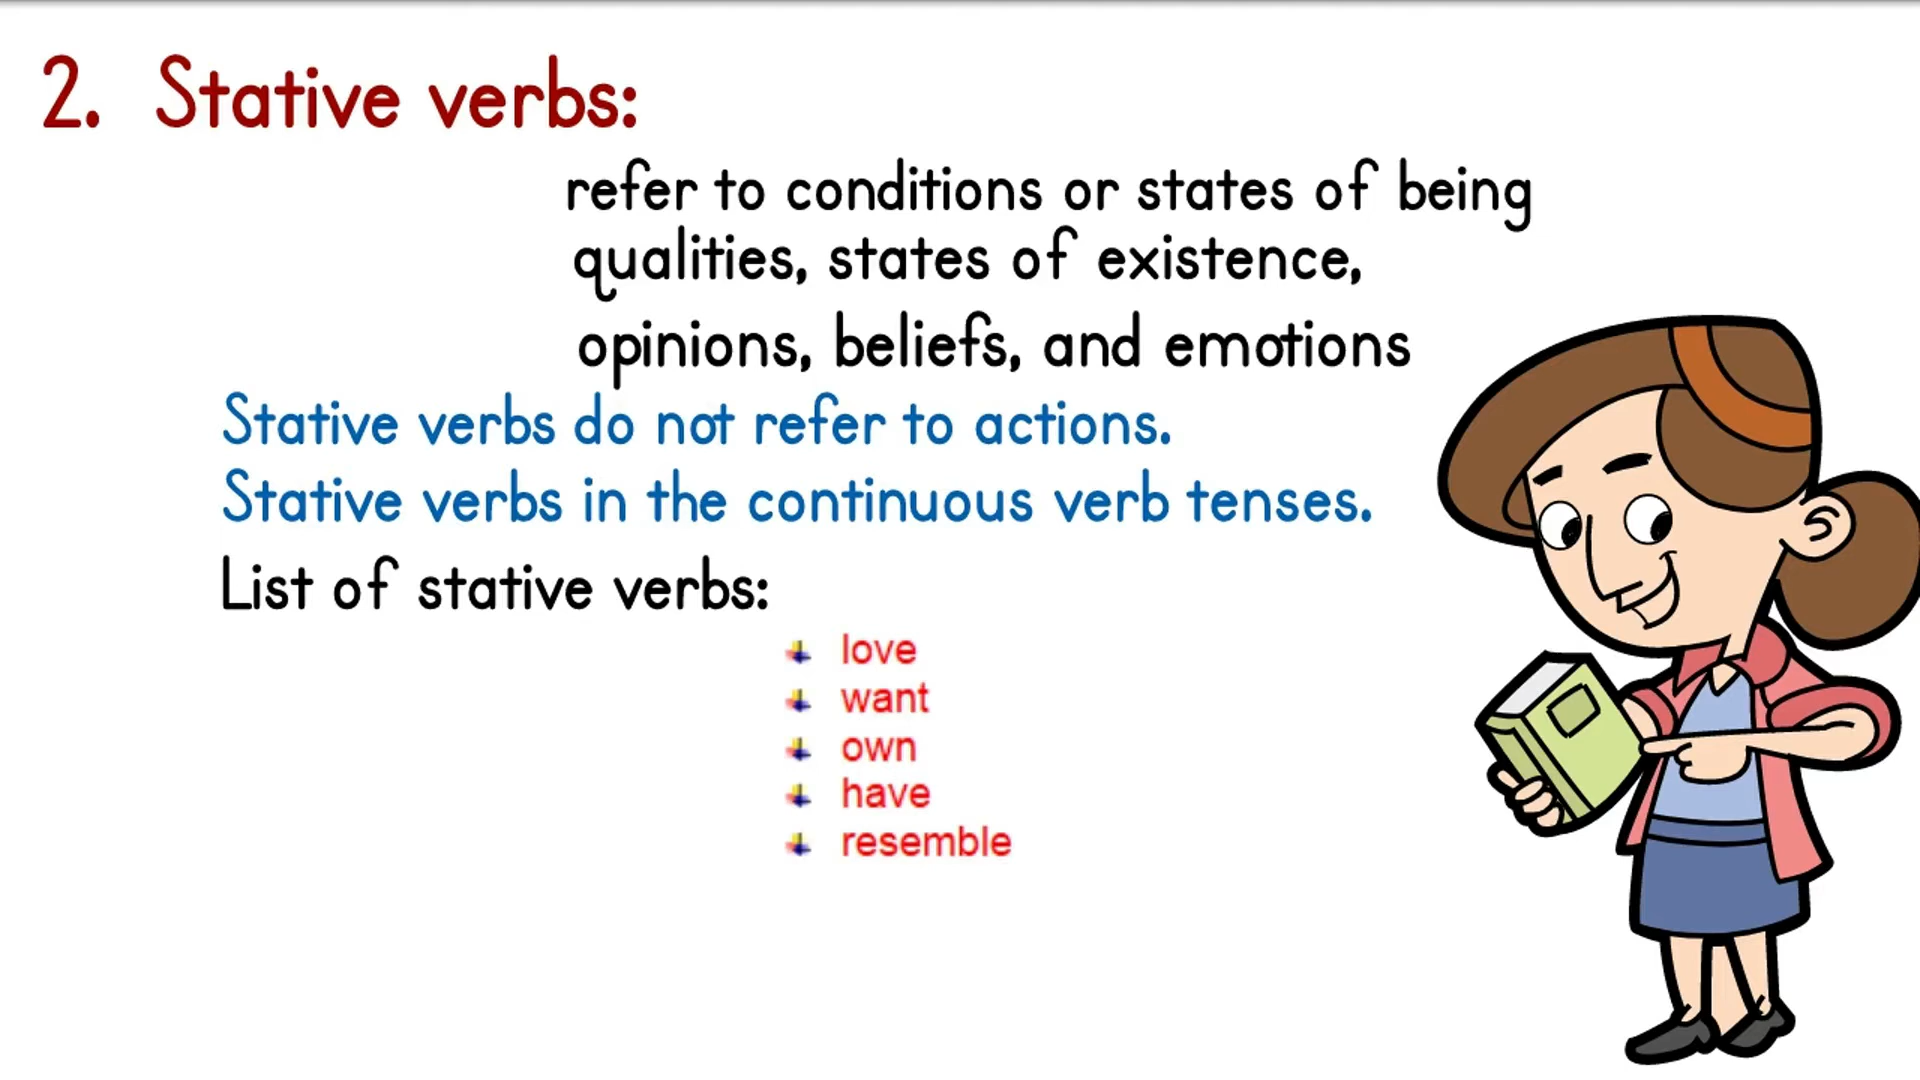 2. Stative verbs:
refer to conditions or states of being
qualities, states of existence,
opinions, beliefs, and emotions
Stative verbs do not refer to actions.
Stative verbs in the continuous verb tenses.
List of stative verbs:
love
want
own
have
resemble